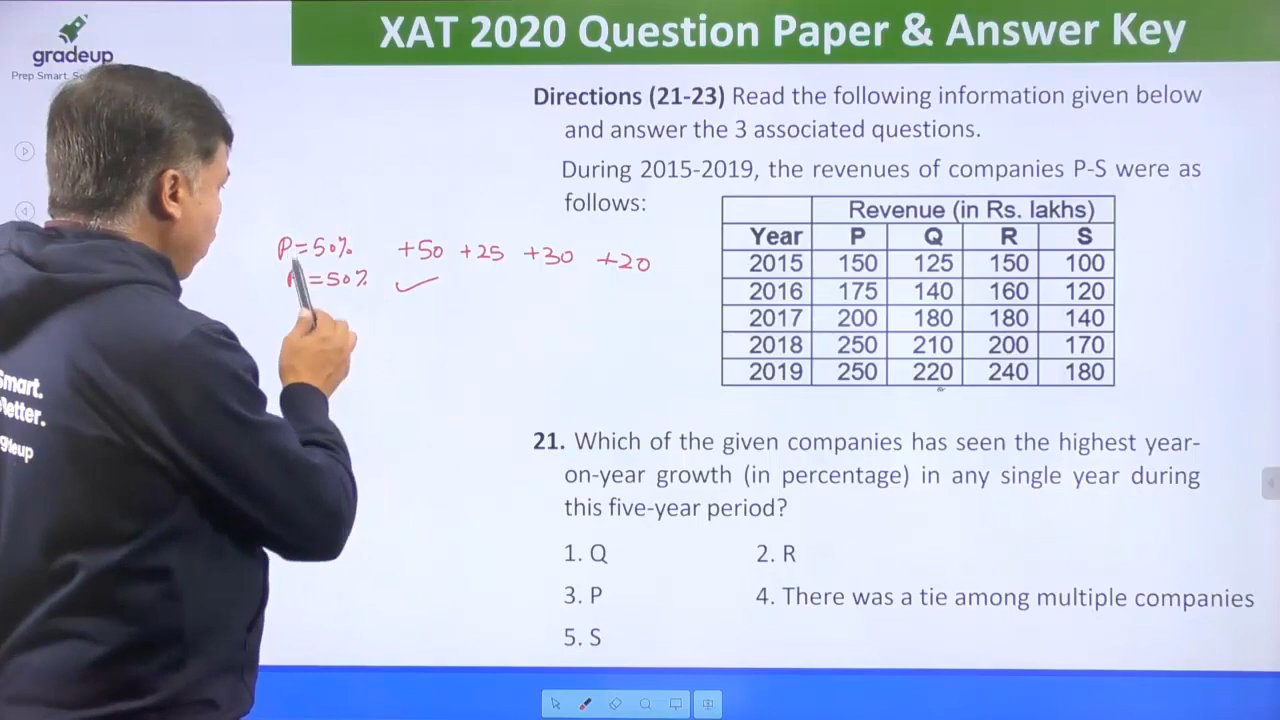 XAT 2020 Question Paper & Answer Key
gradeup
Prep Smart.
Directions (21-23) Read the following information given below
and answer the 3 associated questions.
During 2015-2019, the revenues of companies P-S were as
follows:
Revenue (in Rs. lakhs)
Year P Q R S
2015 150 125 150 100
2016 175 140 160 120
2017 200 180 180 140
2018 250 210 200 170
2019 250 220 240 180
P=50% +50 +25 +30 +20
=50%
Smart.
gradeup
21. Which of the given companies has seen the highest year-
on-year growth (in percentage) in any single year during
this five-year period?
1. Q 2. R
3. P 4. There was a tie among multiple companies
5. S